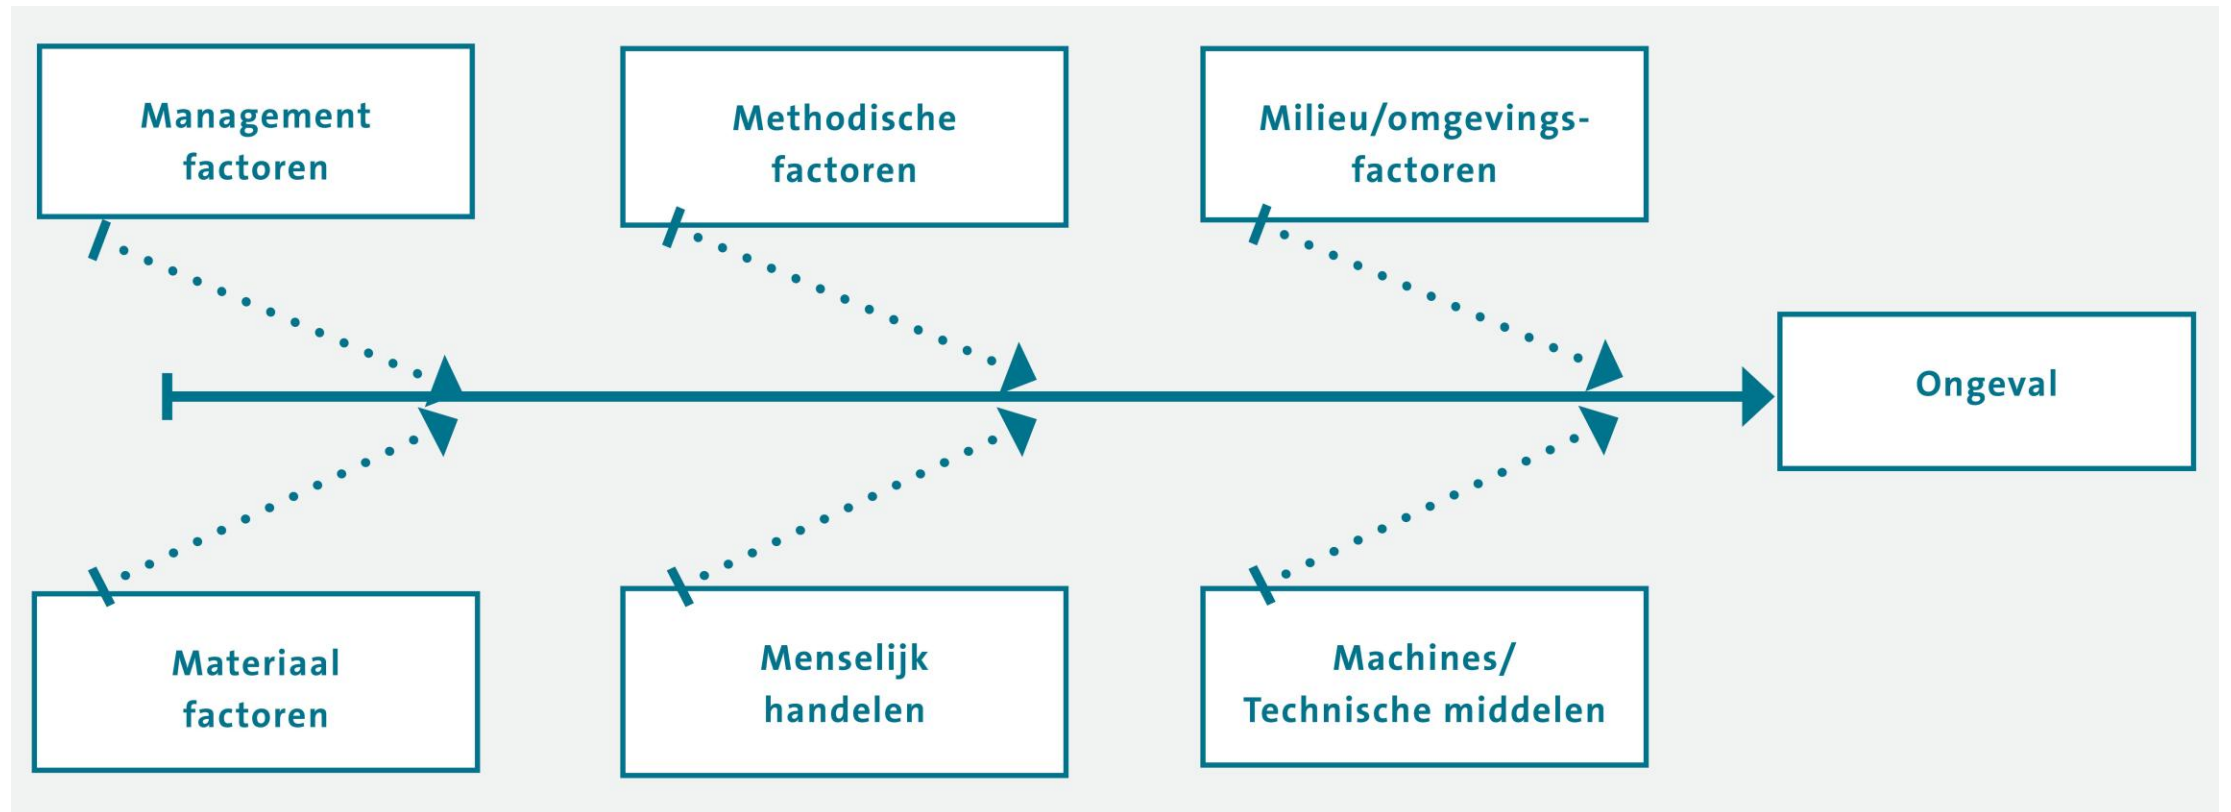 Management
factoren
Methodische
factoren
Milieu/omgevings-
factoren
Ongeval
Materiaal
factoren
Menselijk
handelen
Machines/
Technische middelen